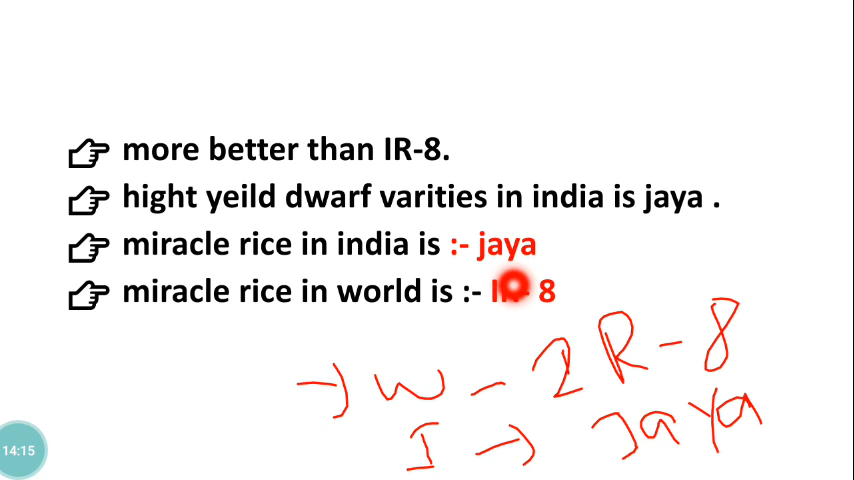 more better than IR-8.
hight yeild dwarf varities in india is jaya .
miracle rice in india is :- jaya
miracle rice in world is :- IR- 8
→ W - IR-8
I → Jaya
14:15